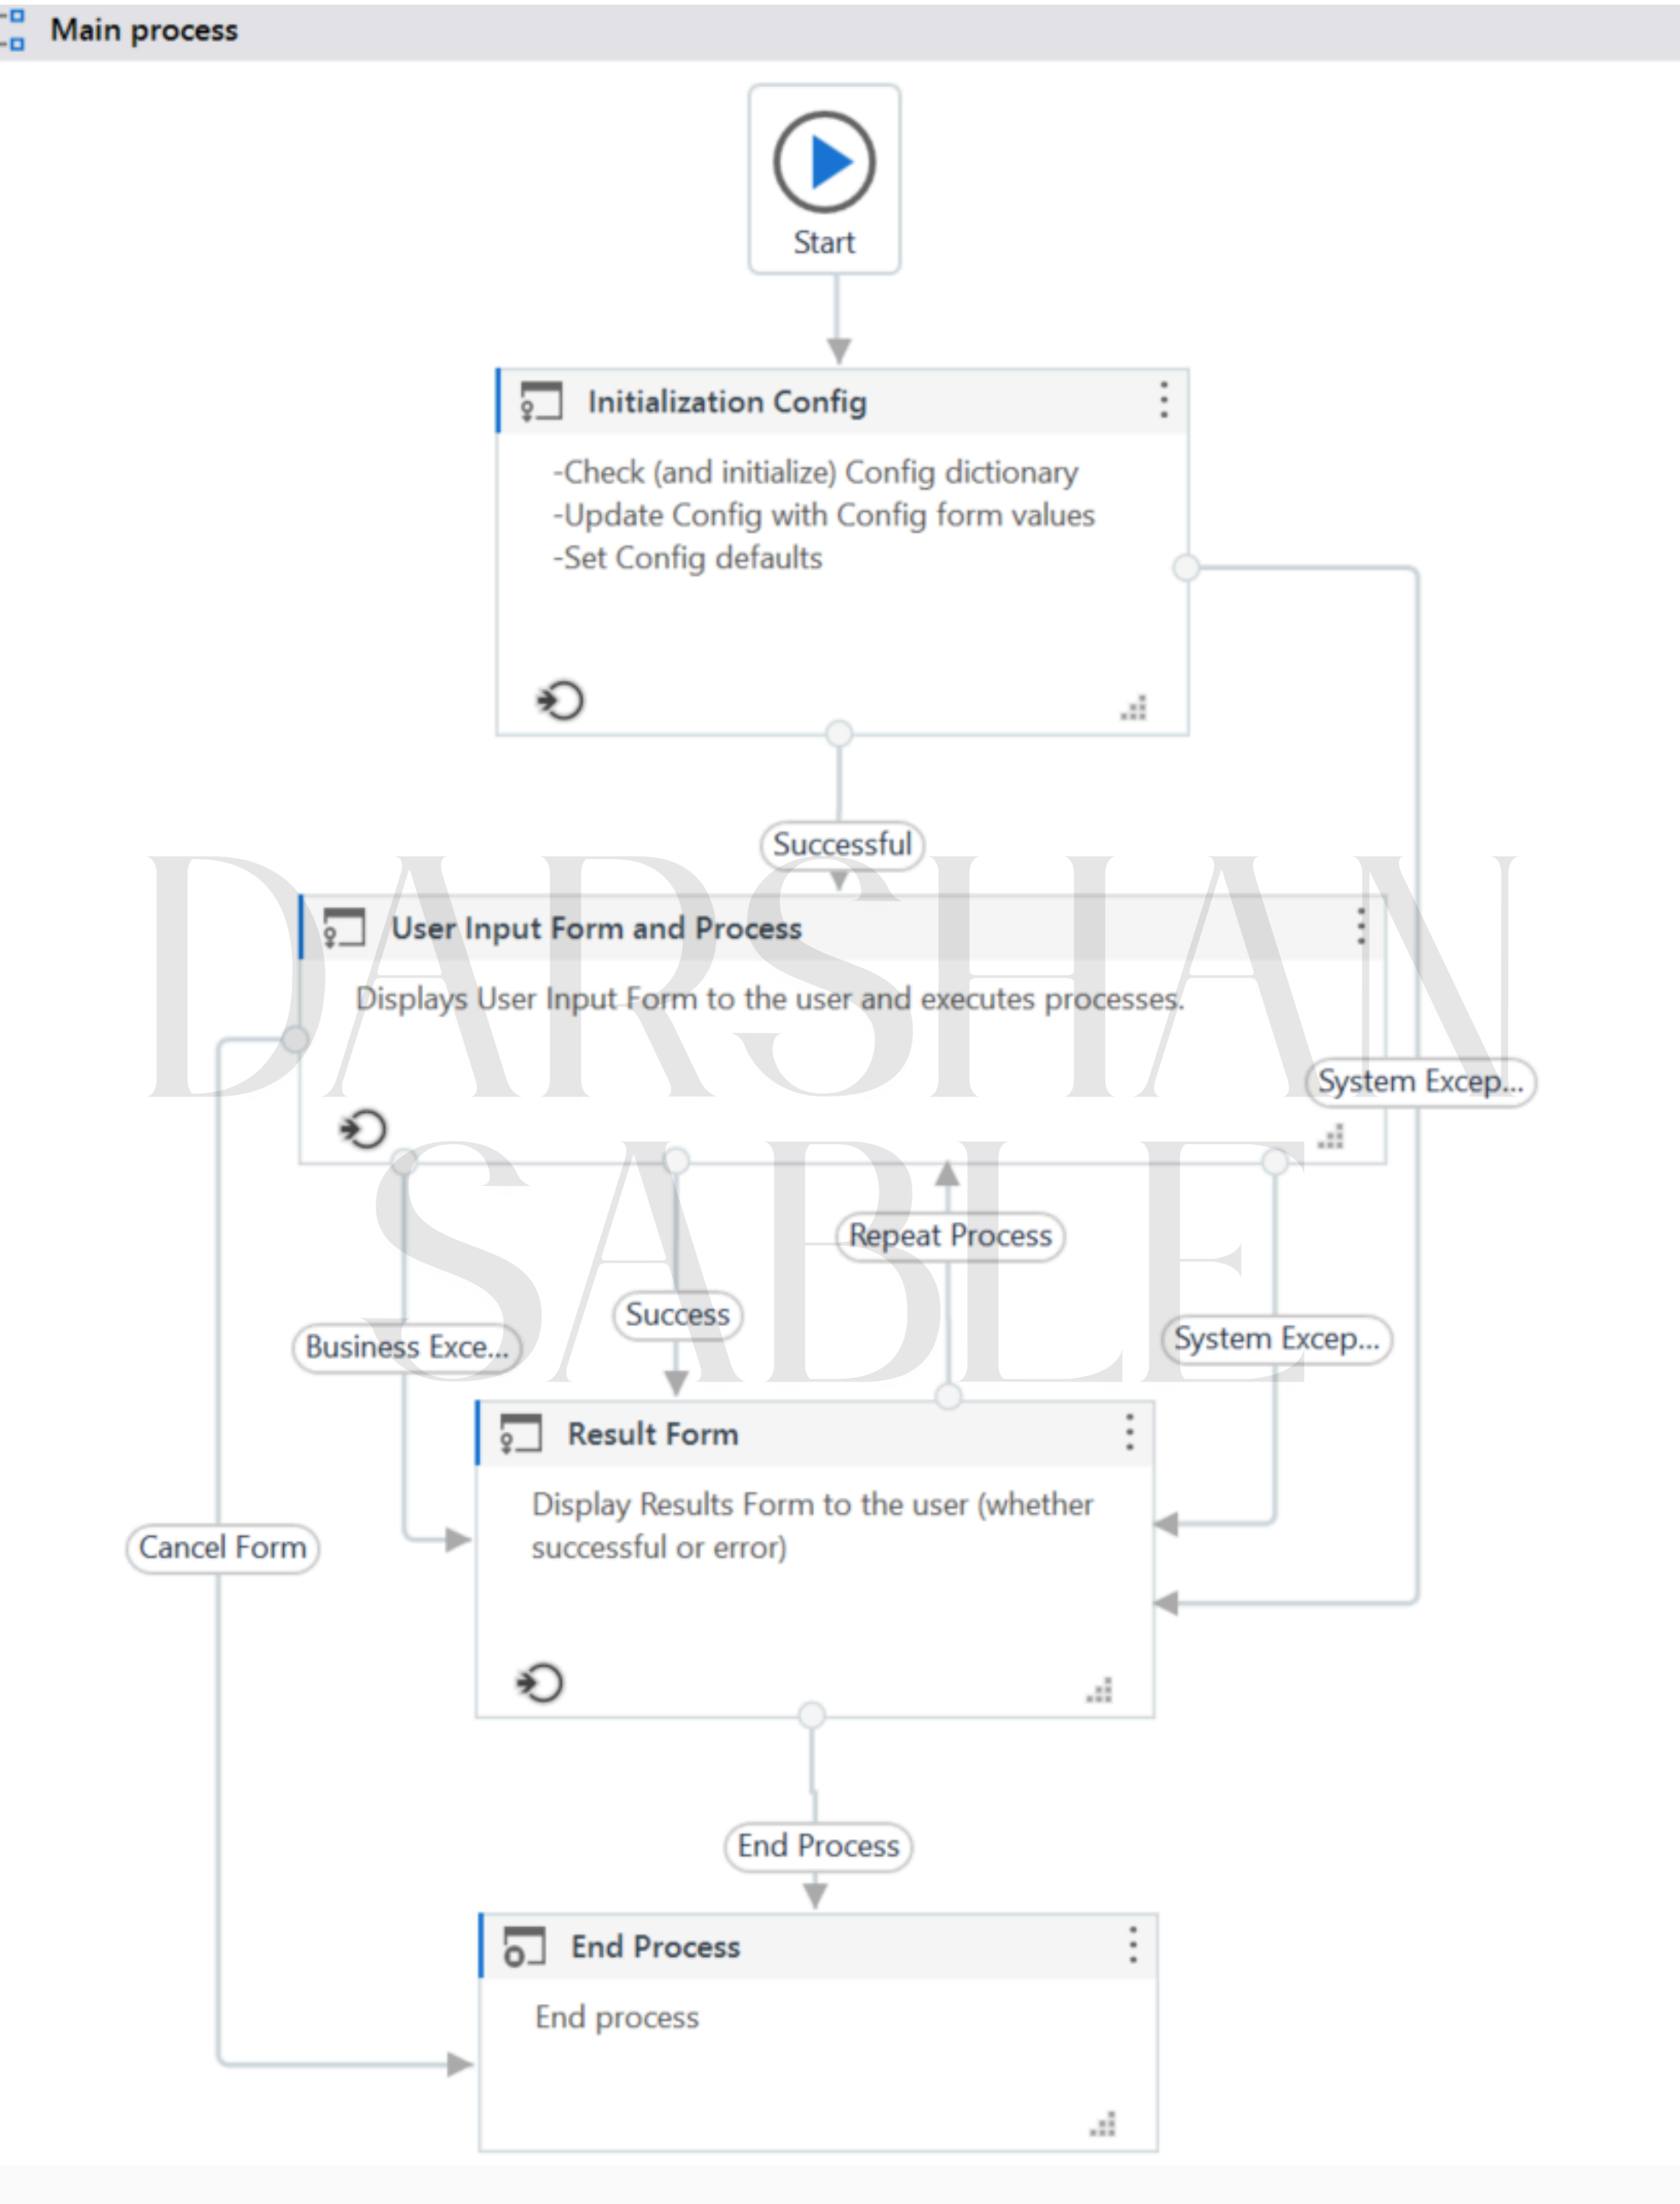 Main process
Start
Initialization Config
-Check (and initialize) Config dictionary
-Update Config with Config form values
-Set Config defaults
Successful
DARSHAN
User Input Form and Process
Displays User Input Form to the user and executes processes.
System Excep...
SABLE
Repeat Process
Success
Business Exce...
System Excep...
Result Form
Display Results Form to the user (whether
successful or error)
Cancel Form
End Process
End Process
End process